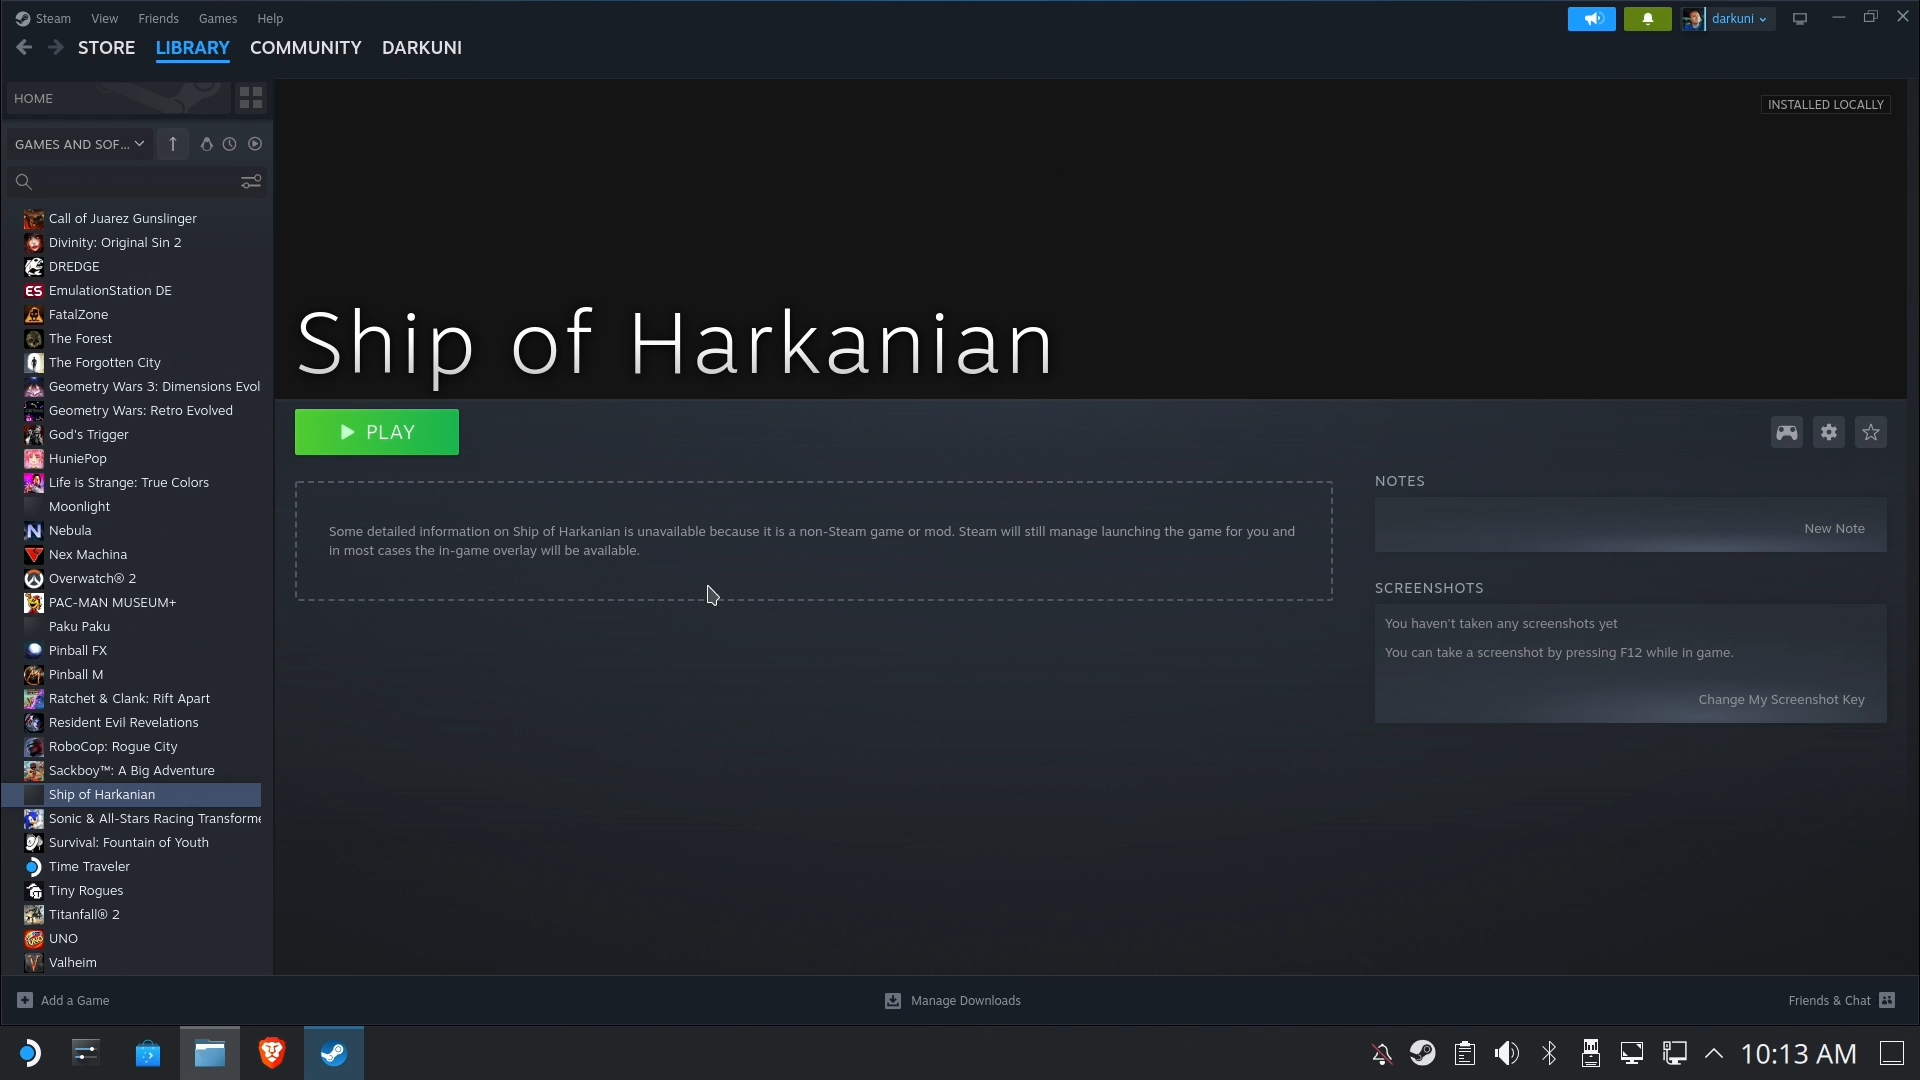 Steam View Friends Games Help
darkuni
STORE LIBRARY COMMUNITY DARKUNI
HOME
INSTALLED LOCALLY
GAMES AND SOF...
Call of Juarez Gunslinger
Divinity: Original Sin 2
DREDGE
ES EmulationStation DE
FatalZone
The Forest
The Forgotten City
Geometry Wars 3: Dimensions Evol
Geometry Wars: Retro Evolved
God's Trigger
HuniePop
Life is Strange: True Colors
Moonlight
Nebula
Nex Machina
Overwatch® 2
PAC-MAN MUSEUM+
Paku Paku
Pinball FX
Pinball M
Ratchet & Clank: Rift Apart
Resident Evil Revelations
RoboCop: Rogue City
Sackboy™: A Big Adventure
Ship of Harkanian
Sonic & All-Stars Racing Transforme
Survival: Fountain of Youth
Time Traveler
Tiny Rogues
Titanfall® 2
UNO
Valheim
Ship of Harkanian
PLAY
Some detailed information on Ship of Harkanian is unavailable because it is a non-Steam game or mod. Steam will still manage launching the game for you and
in most cases the in-game overlay will be available.
NOTES
New Note
SCREENSHOTS
You haven't taken any screenshots yet
You can take a screenshot by pressing F12 while in game.
Change My Screenshot Key
Add a Game
Manage Downloads
Friends & Chat
10:13 AM